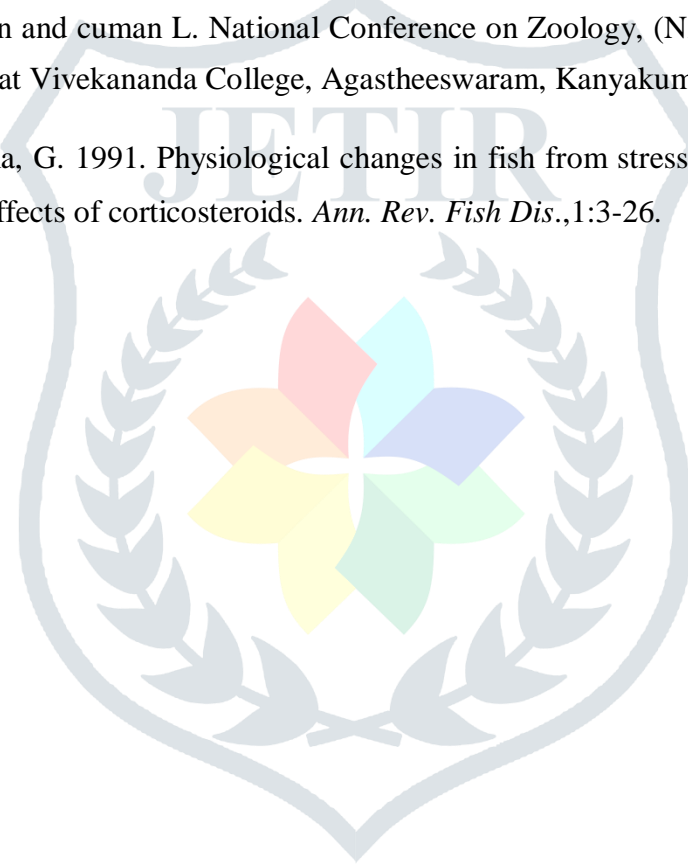 n and cuman L. National Conference on Zoology, (N
at Vivekananda College, Agastheeswaram, Kanyakum
JETIR
a, G. 1991. Physiological changes in fish from stress
ffects of corticosteroids. Ann. Rev. Fish Dis.,1:3-26.